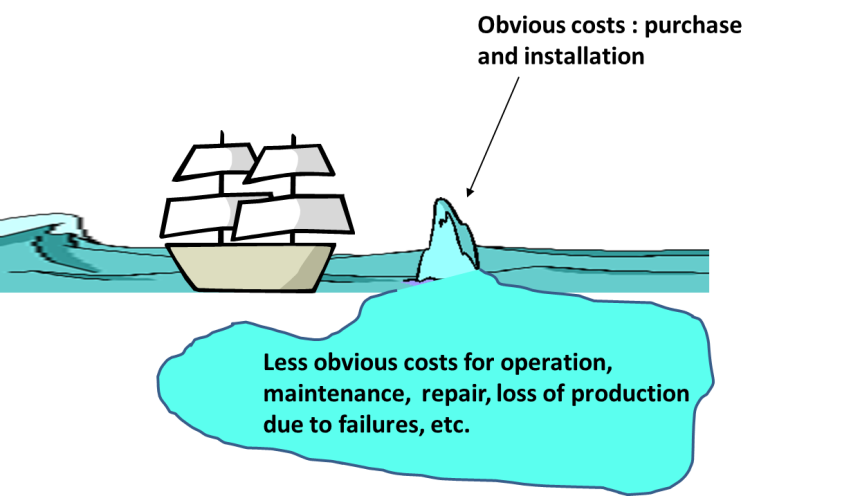 Obvious costs : purchase
and installation
Less obvious costs for operation,
maintenance, repair, loss of production
due to failures, etc.